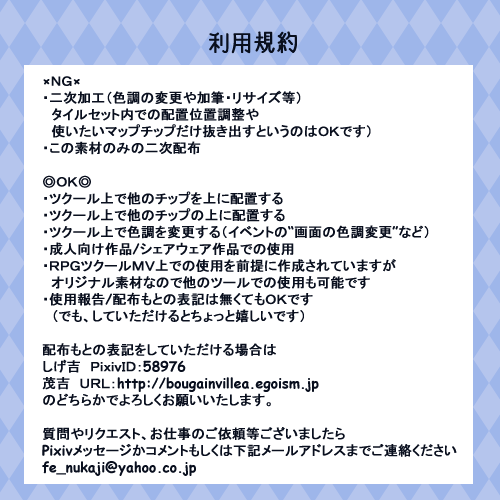 利用規約
×NG×
・二次加工（色調の変更や加筆・リサイズ等）
タイルセット内での配置位置調整や
使いたいマップチップだけ抜き出すというのはOKです）
・この素材のみの二次配布
◎OK◎
・ツクール上で他のチップを上に配置する
・ツクール上で他のチップの上に配置する
・ツクール上で色調を変更する（イベントの“画面の色調変更”など）
・成人向け作品/シェアウェア作品での使用
・RPGツクールMV上での使用を前提に作成されていますが
オリジナル素材なので他のツールでの使用も可能です
・使用報告/配布もとの表記は無くてもOKです
（でも、していただけるとちょっと嬉しいです）
配布もとの表記をしていただける場合は
しげ吉　PixivID：58976
茂吉　URL：http://bougainvillea.egoism.jp
のどちらかでよろしくお願いいたします。
質問やリクエスト、お仕事のご依頼等ございましたら
Pixivメッセージかコメントもしくは下記メールアドレスまでご連絡ください
fe_nukaji@yahoo.co.jp